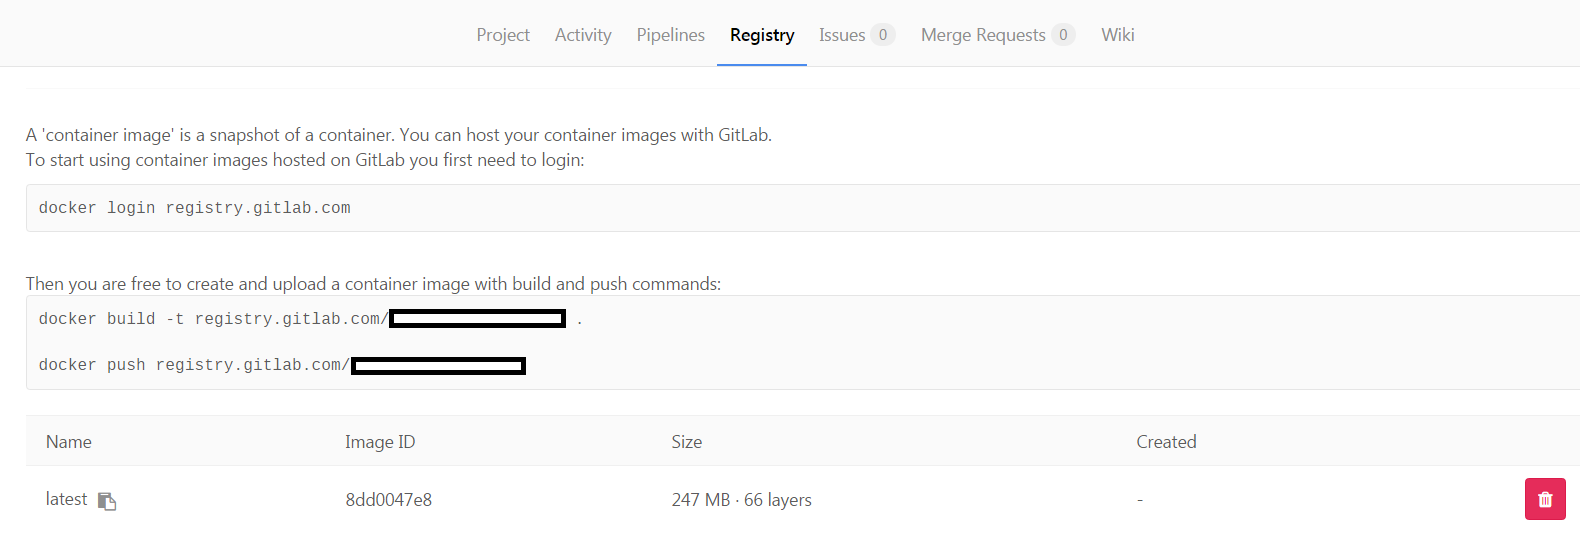 Project Activity Pipelines Registry Issues 0 Merge Requests 0 Wiki
A 'container image' is a snapshot of a container. You can host your container images with GitLab.
To start using container images hosted on GitLab you first need to login:
docker login registry.gitlab.com
Then you are free to create and upload a container image with build and push commands:
docker build -t registry.gitlab.com/ .
docker push registry.gitlab.com/
Name Image ID Size Created
latest 8dd0047e8 247 MB · 66 layers -